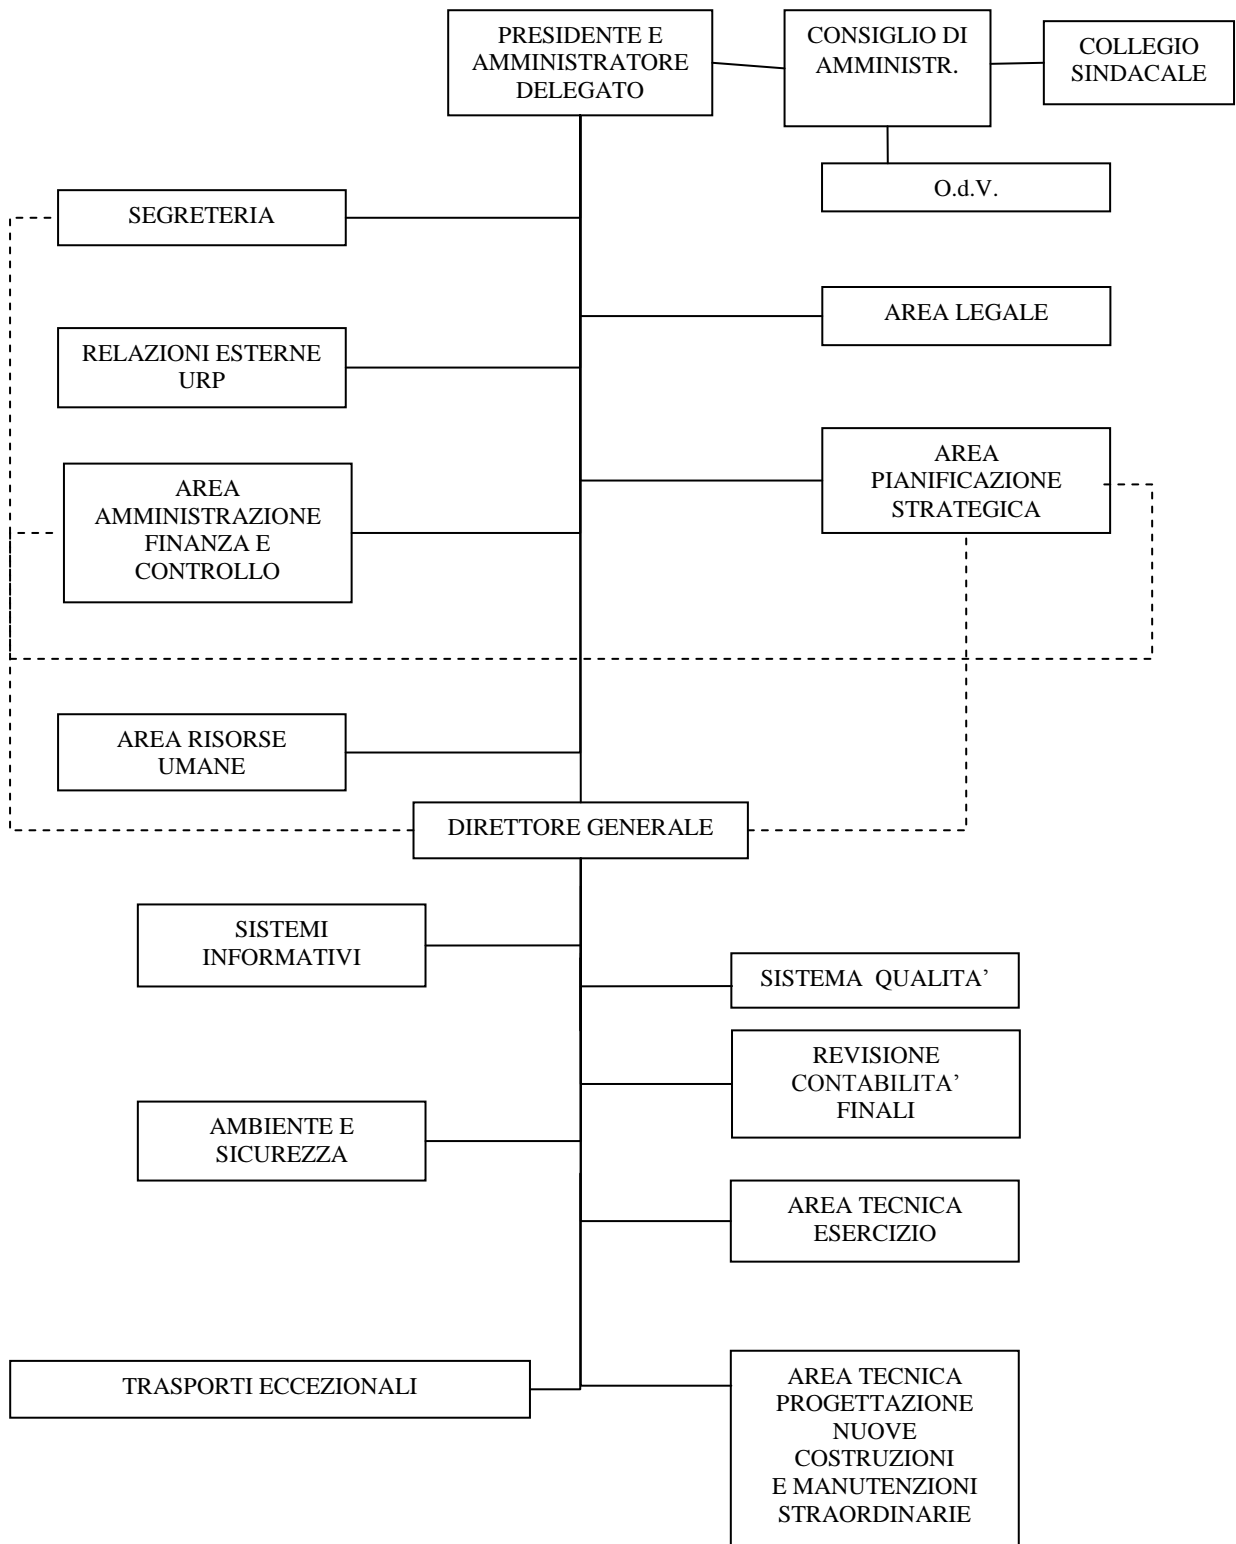 PRESIDENTE E
AMMINISTRATORE
DELEGATO
CONSIGLIO DI
AMMINISTR.
COLLEGIO
SINDACALE
O.d.V.
SEGRETERIA
AREA LEGALE
RELAZIONI ESTERNE
URP
AREA
AMMINISTRAZIONE
FINANZA E
CONTROLLO
AREA
PIANIFICAZIONE
STRATEGICA
AREA RISORSE
UMANE
DIRETTORE GENERALE
SISTEMI
INFORMATIVI
SISTEMA  QUALITA’
REVISIONE
CONTABILITA’
FINALI
AMBIENTE E
SICUREZZA
AREA TECNICA
ESERCIZIO
TRASPORTI ECCEZIONALI
AREA TECNICA
PROGETTAZIONE
NUOVE
COSTRUZIONI
E MANUTENZIONI
STRAORDINARIE